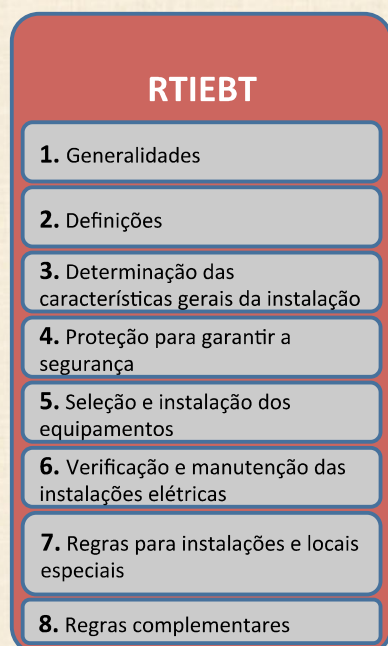 RTIEBT
1. Generalidades
2. Definições
3. Determinação das
características gerais da instalação
4. Proteção para garantir a
segurança
5. Seleção e instalação dos
equipamentos
6. Verificação e manutenção das
instalações elétricas
7. Regras para instalações e locais
especiais
8. Regras complementares